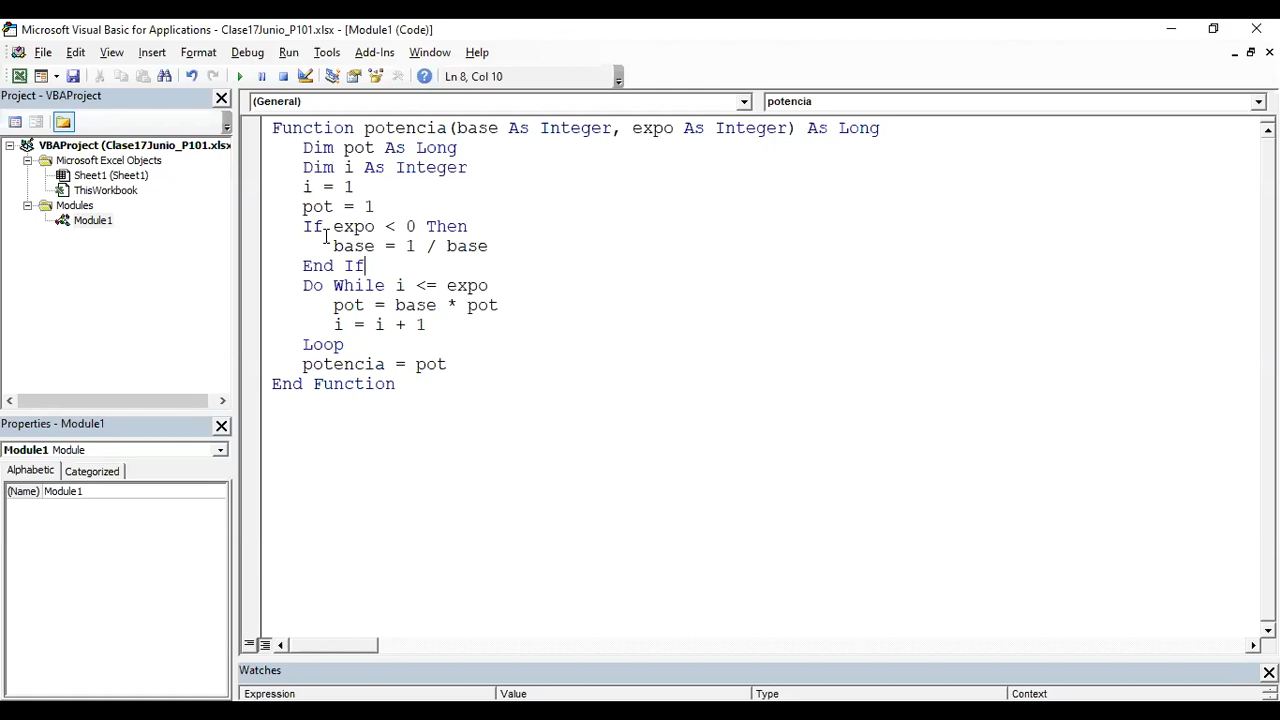 Microsoft Visual Basic for Applications - Clase17Junio_P101.xlsx - [Module1 (Code)]
File Edit View Insert Format Debug Run Tools Add-Ins Window Help
Ln 8, Col 10
Project - VBAProject
(General) potencia
VBAProject (Clase17Junio_P101.xlsx
Microsoft Excel Objects
Sheet1 (Sheet1)
ThisWorkbook
Modules
Module1
Function potencia(base As Integer, expo As Integer) As Long
Dim pot As Long
Dim i As Integer
i = 1
pot = 1
If expo < 0 Then
base = 1 / base
End If
Do While i <= expo
pot = base * pot
i = i + 1
Loop
potencia = pot
End Function
Properties - Module1
Module1 Module
Alphabetic Categorized
(Name) Module1
Watches
Expression Value Type Context